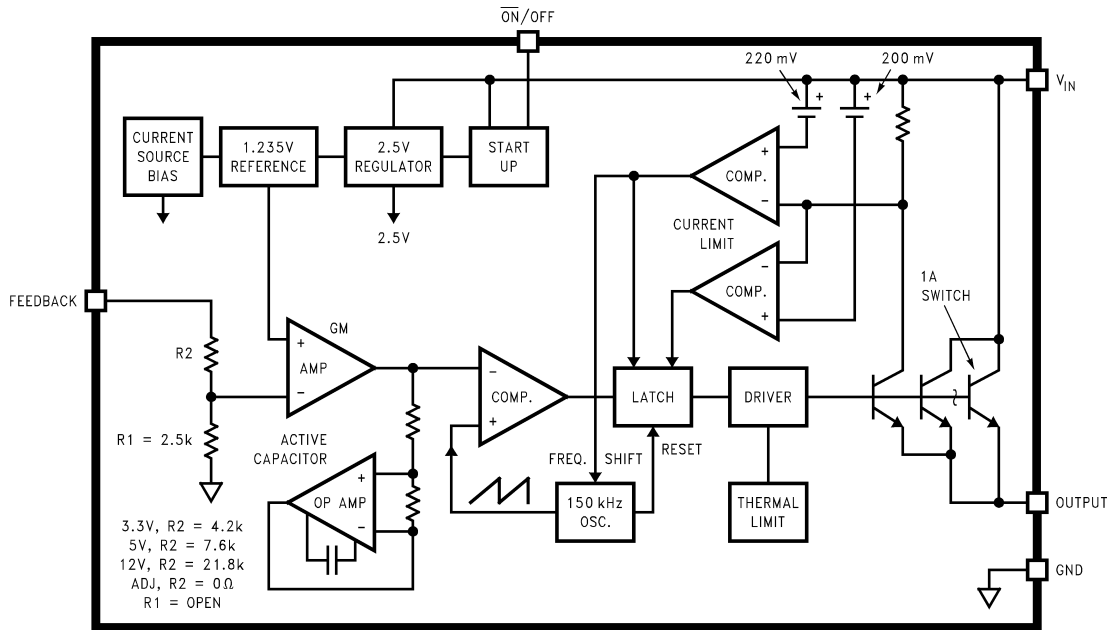 ON/OFF
220 mV
200 mV
+
+
VIN
CURRENT
SOURCE
BIAS
1.235V
REFERENCE
2.5V
REGULATOR
START
UP
2.5V
+
COMP.
−
CURRENT
LIMIT
−
COMP.
+
1A
SWITCH
FEEDBACK
R2
R1 = 2.5k
GM
+
AMP
−
−
COMP.
+
LATCH
DRIVER
ACTIVE
CAPACITOR
+
OP AMP
−
FREQ. SHIFT
RESET
150 kHz
OSC.
THERMAL
LIMIT
OUTPUT
GND
3.3V, R2 = 4.2k
5V, R2 = 7.6k
12V, R2 = 21.8k
ADJ, R2 = 0Ω
R1 = OPEN